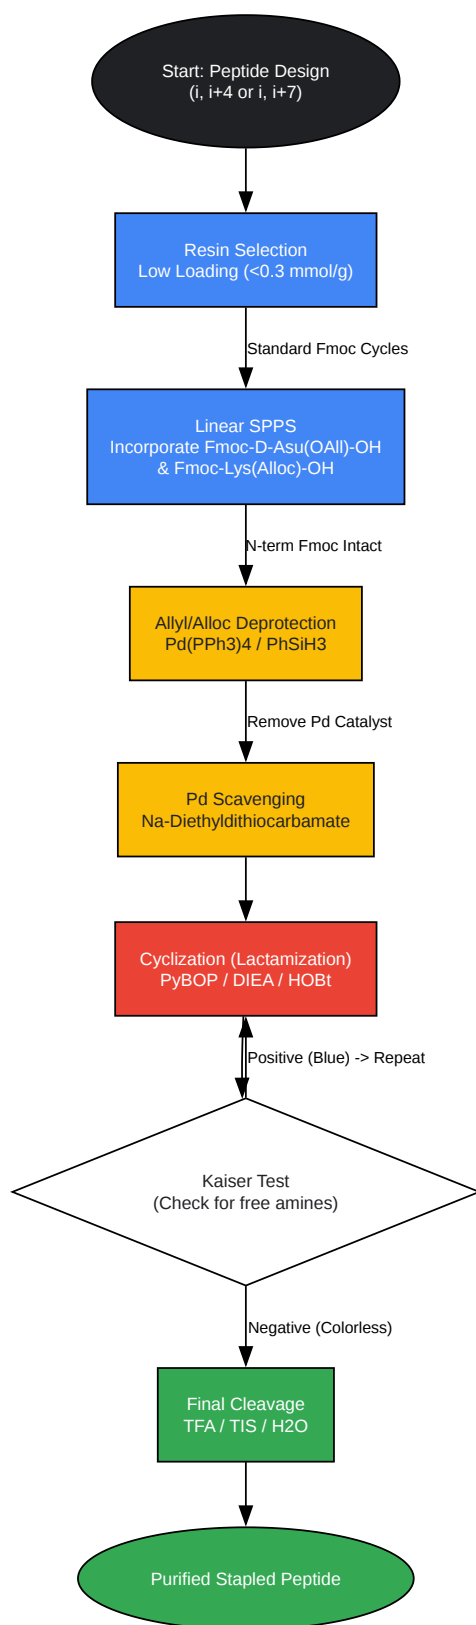 Start: Peptide Design
(i, i+4 or i, i+7)
Resin Selection
Low Loading (<0.3 mmol/g)
Standard Fmoc Cycles
Linear SPPS
Incorporate Fmoc-D-Asu(OAll)-OH
& Fmoc-Lys(Alloc)-OH
N-term Fmoc Intact
Allyl/Alloc Deprotection
Pd(PPh3)4 / PhSiH3
Remove Pd Catalyst
Pd Scavenging
Na-Diethyldithiocarbamate
Cyclization (Lactamization)
PyBOP / DIEA / HOBt
Positive (Blue) -> Repeat
Kaiser Test
(Check for free amines)
Negative (Colorless)
Final Cleavage
TFA / TIS / H2O
Purified Stapled Peptide